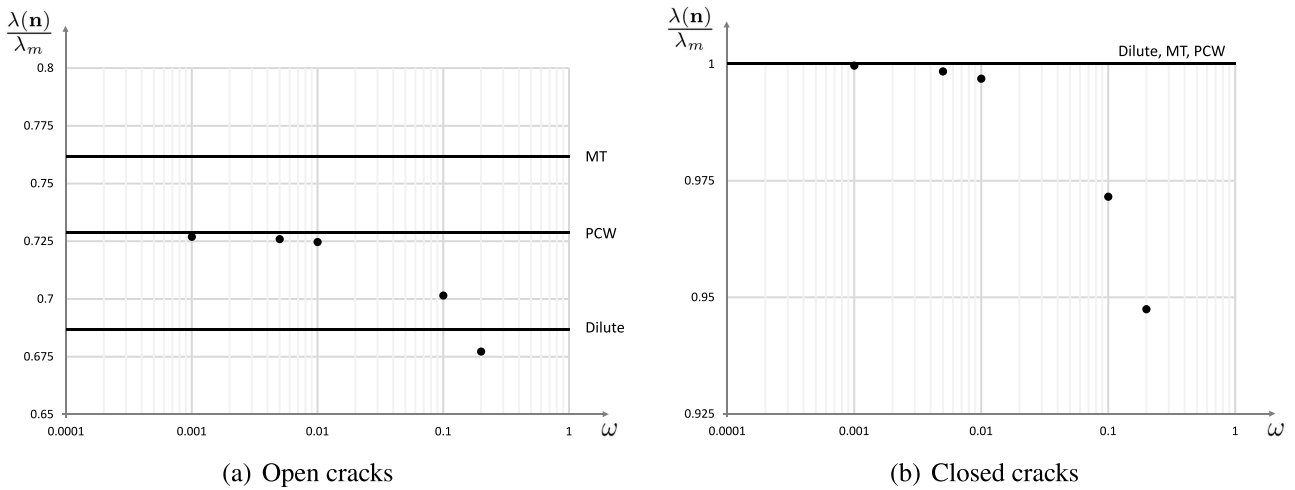 λ(n)
λm
0.8
0.775
MT
0.75
PCW
0.725
0.7
Dilute
0.675
0.65
0.0001 0.001 0.01 0.1 1 ω
(a) Open cracks
λ(n)
λm
Dilute, MT, PCW
1
0.975
0.95
0.925
0.0001 0.001 0.01 0.1 1 ω
(b) Closed cracks